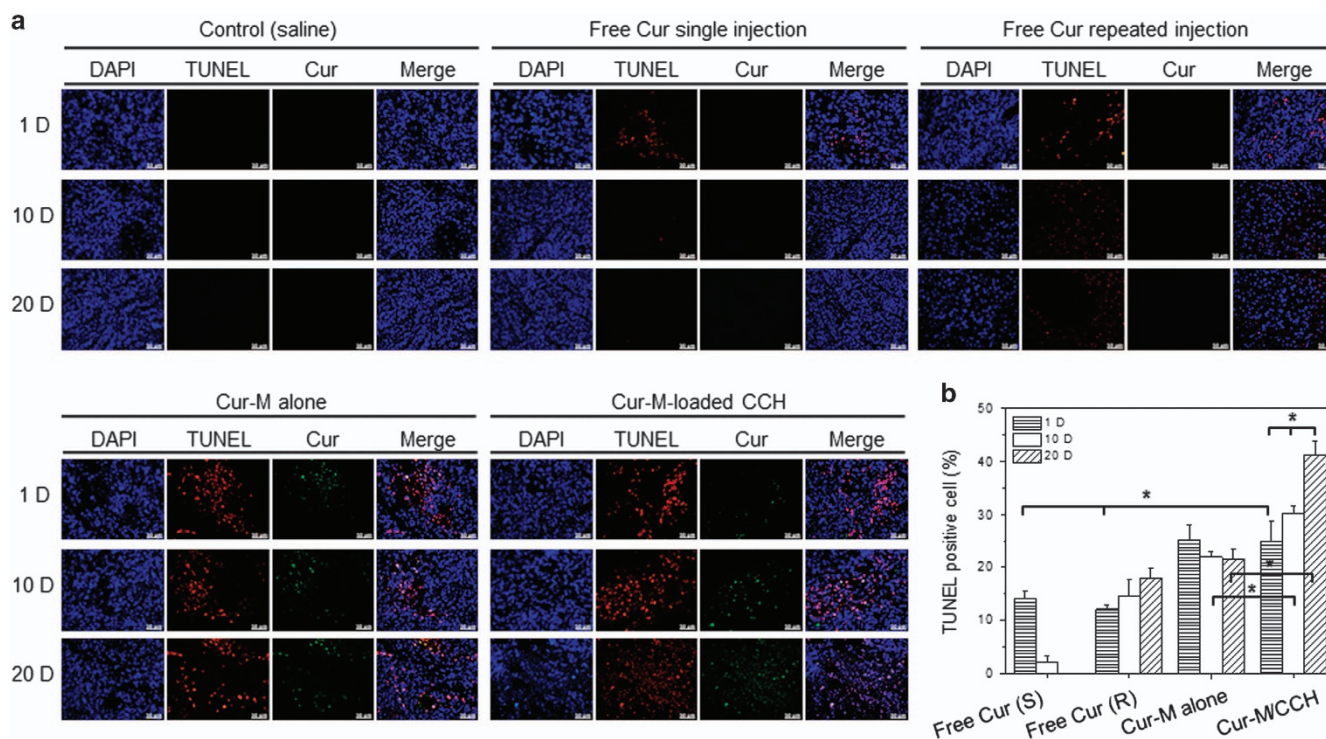 a
Control (saline) Free Cur single injection Free Cur repeated injection
DAPI TUNEL Cur Merge DAPI TUNEL Cur Merge DAPI TUNEL Cur Merge
1 D
10 D
20 D
Cur-M alone Cur-M-loaded CCH
DAPI TUNEL Cur Merge DAPI TUNEL Cur Merge
1 D
10 D
20 D
b
TUNEL positive cell (%)
50
40
30
20
10
0
1 D
10 D
20 D
*
*
*
*
Free Cur (S) Free Cur (R) Cur-M alone Cur-M/CCH